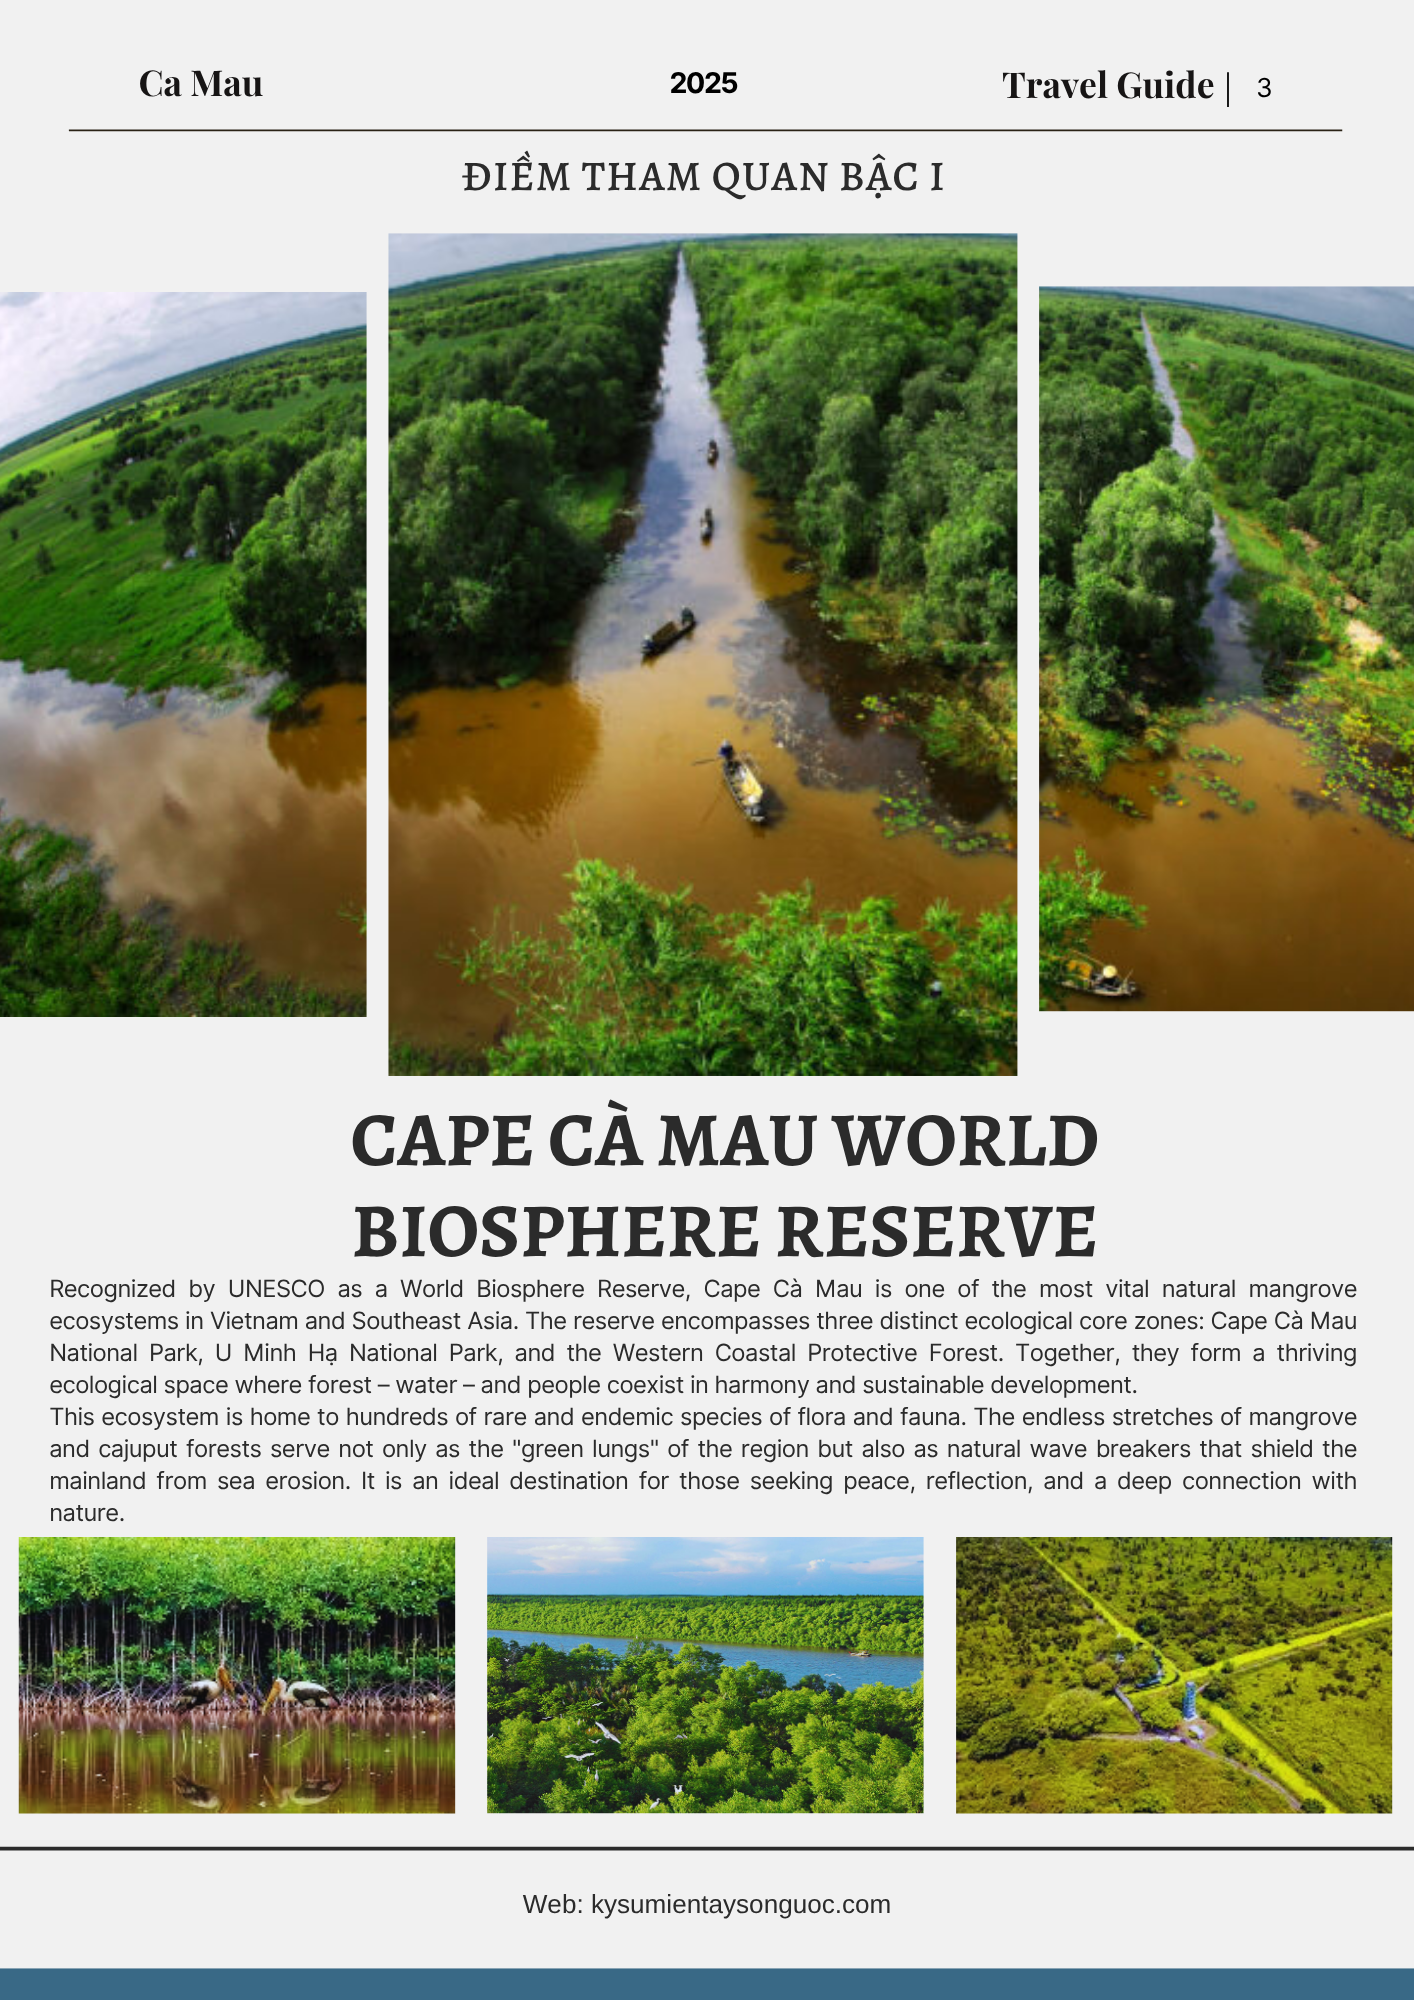 Ca Mau
2025
Travel Guide | 3
ĐIỂM THAM QUAN BẬC I
CAPE CÀ MAU WORLD
BIOSPHERE RESERVE
Recognized by UNESCO as a World Biosphere Reserve, Cape Cà Mau is one of the most vital natural mangrove
ecosystems in Vietnam and Southeast Asia. The reserve encompasses three distinct ecological core zones: Cape Cà Mau
National Park, U Minh Hạ National Park, and the Western Coastal Protective Forest. Together, they form a thriving
ecological space where forest – water – and people coexist in harmony and sustainable development.
This ecosystem is home to hundreds of rare and endemic species of flora and fauna. The endless stretches of mangrove
and cajuput forests serve not only as the "green lungs" of the region but also as natural wave breakers that shield the
mainland from sea erosion. It is an ideal destination for those seeking peace, reflection, and a deep connection with
nature.
Web: kysumientaysonguoc.com